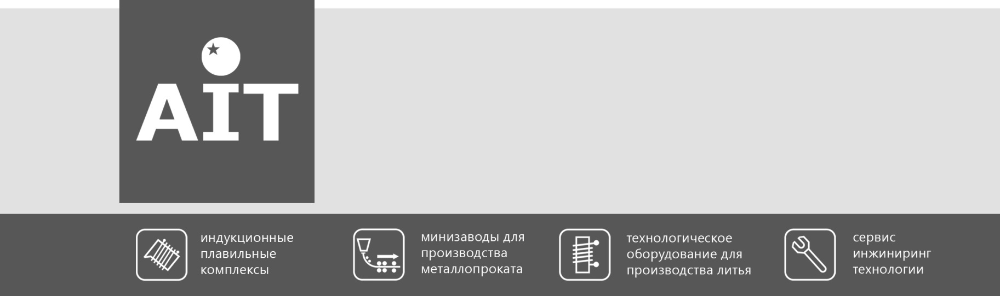 AIT
индукционные
плавильные
комплексы
минизаводы для
производства
металлопроката
технологическое
оборудование для
производства литья
сервис
инжиниринг
технологии